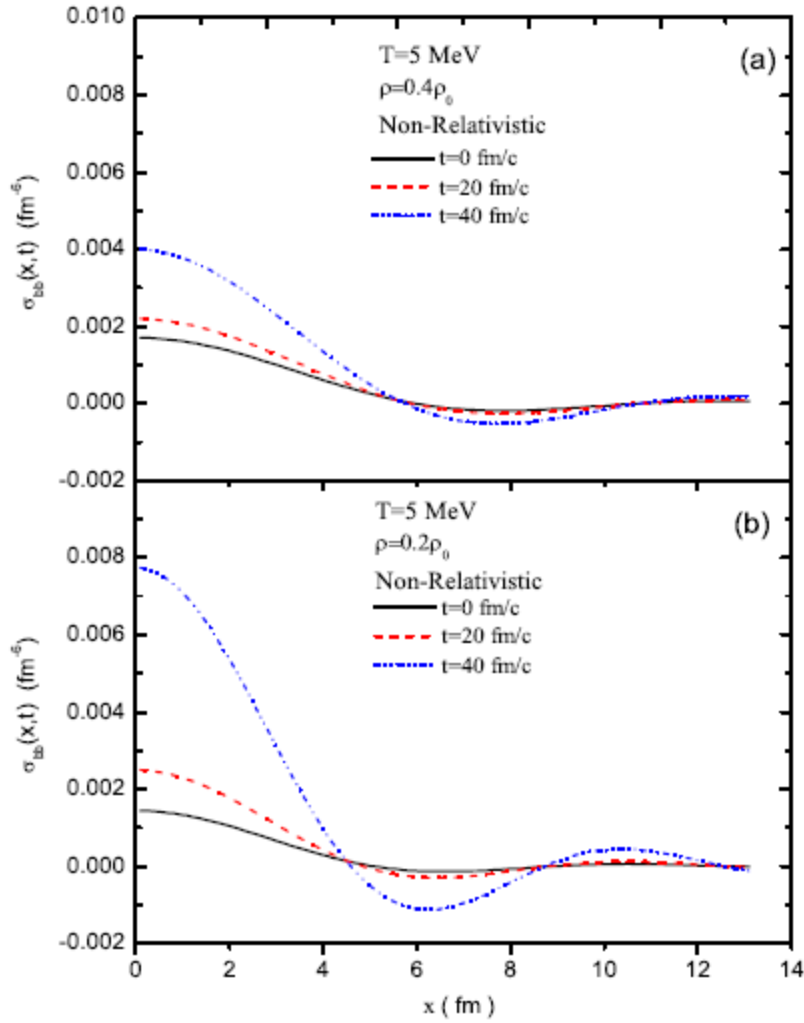 0.010
T=5 MeV
(a)
ρ=0.4ρ₀
0.008
Non-Relativistic
t=0 fm/c
0.006
t=20 fm/c
t=40 fm/c
σbb(x,t) (fm⁻⁶)
0.004
0.002
0.000
-0.002
T=5 MeV
(b)
ρ=0.2ρ₀
0.008
Non-Relativistic
t=0 fm/c
0.006
t=20 fm/c
t=40 fm/c
σbb(x,t) (fm⁻⁶)
0.004
0.002
0.000
-0.002
0 2 4 6 8 10 12 14
x ( fm )